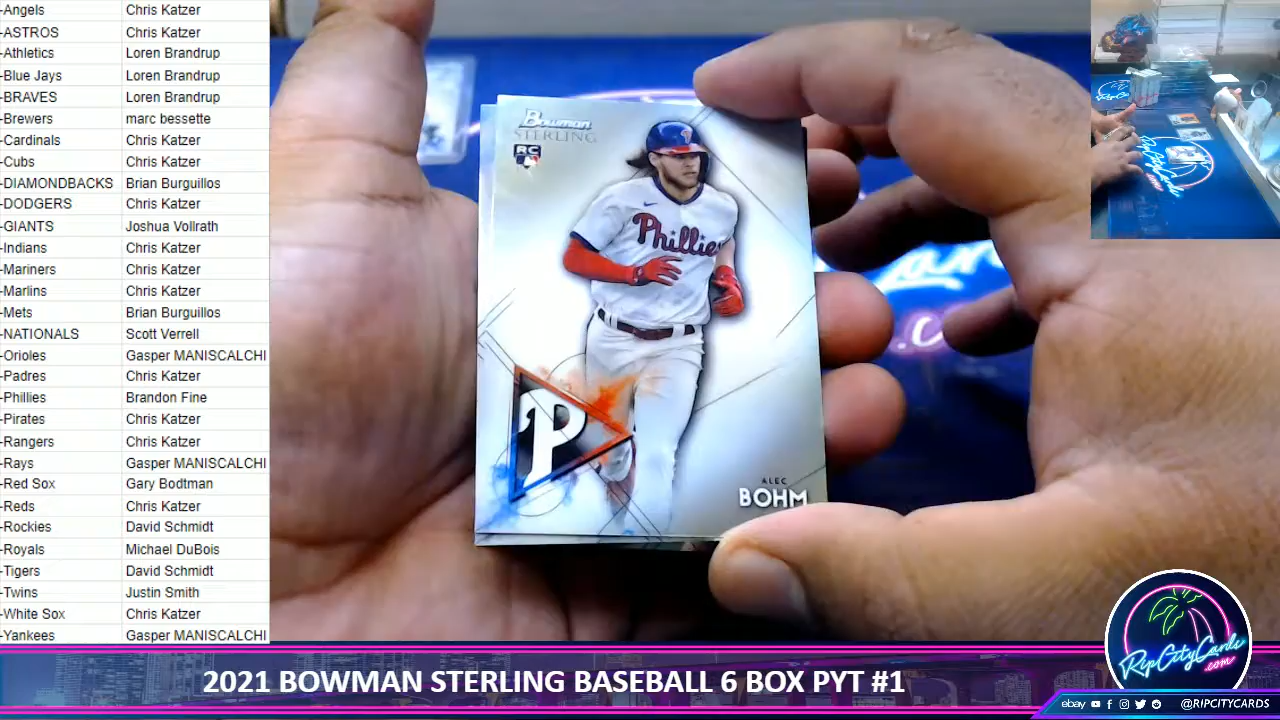 -Angels Chris Katzer
-ASTROS Chris Katzer
-Athletics Loren Brandrup
-Blue Jays Loren Brandrup
-BRAVES Loren Brandrup
-Brewers marc bessette
-Cardinals Chris Katzer
-Cubs Chris Katzer
-DIAMONDBACKS Brian Burguillos
-DODGERS Chris Katzer
-GIANTS Joshua Vollrath
-Indians Chris Katzer
-Mariners Chris Katzer
-Marlins Chris Katzer
-Mets Brian Burguillos
-NATIONALS Scott Verrell
-Orioles Gasper MANISCALCHI
-Padres Chris Katzer
-Phillies Brandon Fine
-Pirates Chris Katzer
-Rangers Chris Katzer
-Rays Gasper MANISCALCHI
-Red Sox Gary Bodtman
-Reds Chris Katzer
-Rockies David Schmidt
-Royals Michael DuBois
-Tigers David Schmidt
-Twins Justin Smith
-White Sox Chris Katzer
-Yankees Gasper MANISCALCHI
Bowman
STERLING
RC
Phillies
P
ALEC
BOHM
RipCityCards
.com
2021 BOWMAN STERLING BASEBALL 6 BOX PYT #1
ebay @RIPCITYCARDS